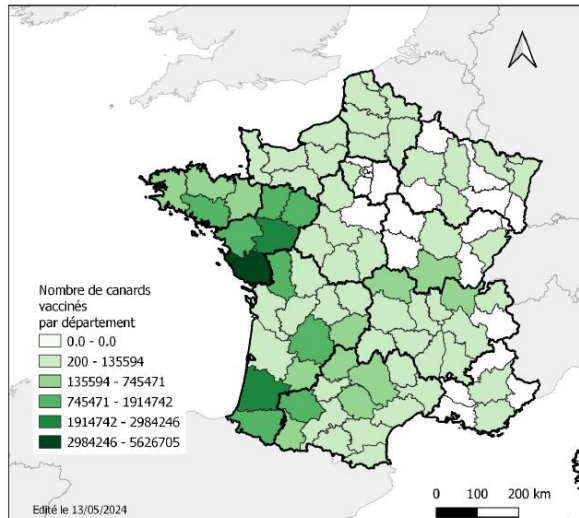 Nombre de canards
vaccinés
par département
0.0 - 0.0
200 - 135594
135594 - 745471
745471 - 1914742
1914742 - 2984246
2984246 - 5626705
Edité le 13/05/2024
0 100 200 km